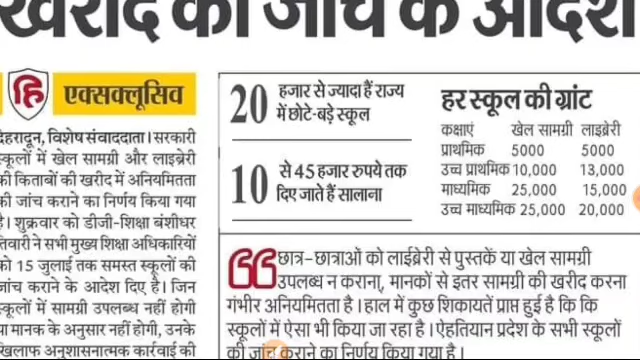 खरीद की जांच के आदेश
हि
एक्सक्लूसिव
देहरादून, विशेष संवाददाता। सरकारी
स्कूलों में खेल सामग्री और लाइब्रेरी
की किताबों की खरीद में अनियमितता
की जांच कराने का निर्णय किया गया
है। शुक्रवार को डीजी-शिक्षा बंशीधर
तिवारी ने सभी मुख्य शिक्षा अधिकारियों
को 15 जुलाई तक समस्त स्कूलों की
जांच कराने के आदेश दिए है। जिन
स्कूलों में सामग्री उपलब्ध नहीं होगी
या मानक के अनुसार नहीं होगी, उनके
खिलाफ अनुशासनात्मक कार्रवाई की
20 हजार से ज्यादा हैं राज्य
में छोटे-बड़े स्कूल
10 से 45 हजार रुपये तक
दिए जाते हैं सालाना
हर स्कूल की ग्रांट
कक्षाएं खेल सामग्री लाइब्रेरी
प्राथमिक 5000 5000
उच्च प्राथमिक 10,000 13,000
माध्यमिक 25,000 15,000
उच्च माध्यमिक 25,000 20,000
छात्र-छात्राओं को लाईब्रेरी से पुस्तकें या खेल सामग्री
उपलब्ध न कराना, मानकों से इतर सामग्री की खरीद करना
गंभीर अनियमितता है। हाल में कुछ शिकायतें प्राप्त हुई है कि कि
स्कूलों में ऐसा भी किया जा रहा है। ऐहतियान प्रदेश के सभी स्कूलों
की जांच कराने का निर्णय किया गया है।